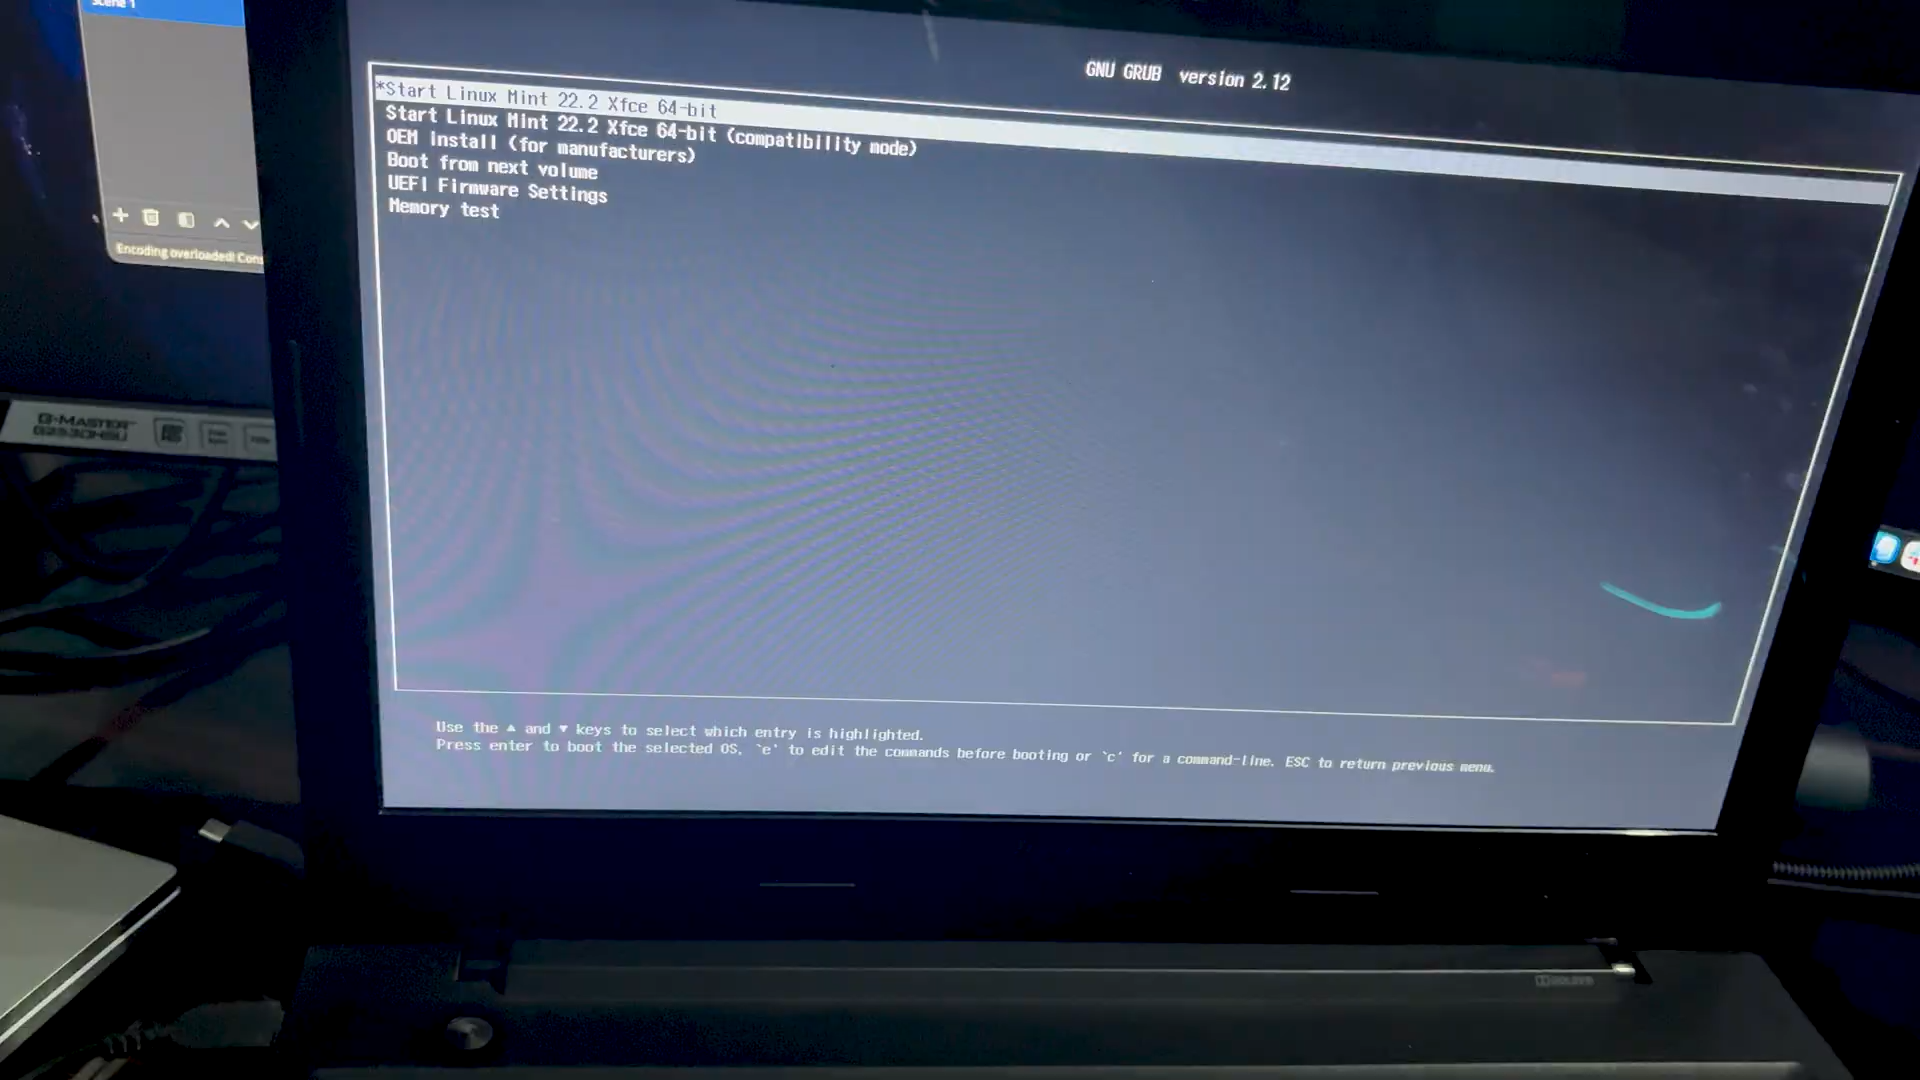 Scene 1
GNU GRUB version 2.12
*Start Linux Mint 22.2 Xfce 64-bit
Start Linux Mint 22.2 Xfce 64-bit (compatibility mode)
OEM install (for manufacturers)
Boot from next volume
UEFI Firmware Settings
Memory test
Encoding overloaded!
G-MASTER
Use the ▲ and ▼ keys to select which entry is highlighted.
Press enter to boot the selected OS, `e' to edit the commands before booting or `c' for a command-line. ESC to return previous menu.